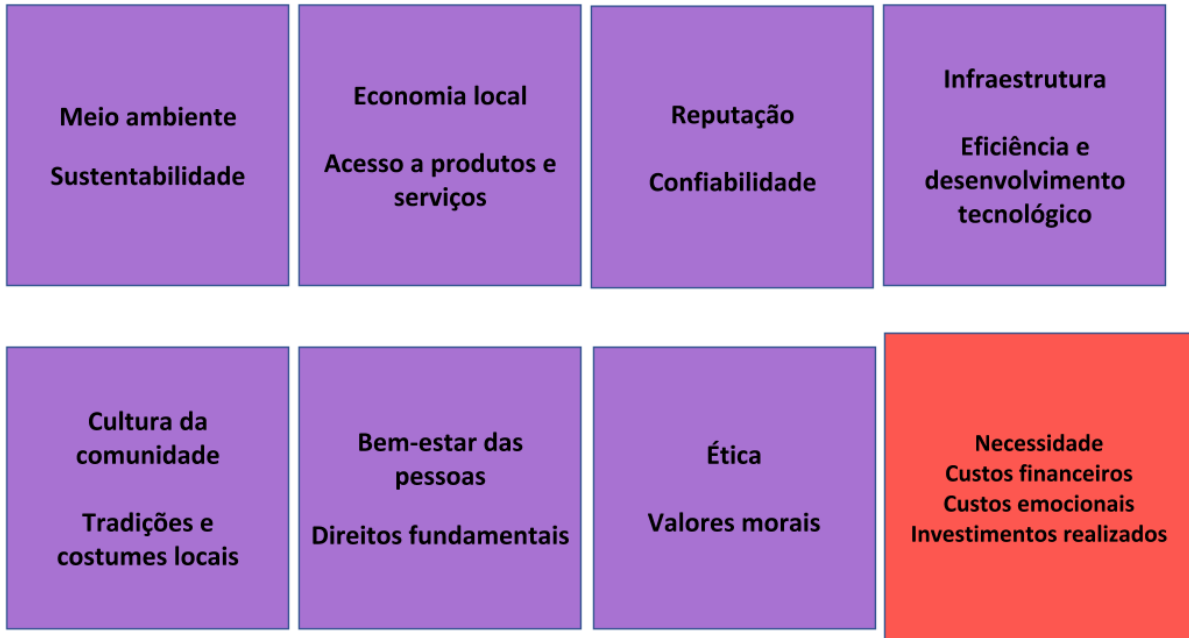 Meio ambiente
Sustentabilidade
Economia local
Acesso a produtos e
serviços
Reputação
Confiabilidade
Infraestrutura
Eficiência e
desenvolvimento
tecnológico
Cultura da
comunidade
Tradições e
costumes locais
Bem-estar das
pessoas
Direitos fundamentais
Ética
Valores morais
Necessidade
Custos financeiros
Custos emocionais
Investimentos realizados